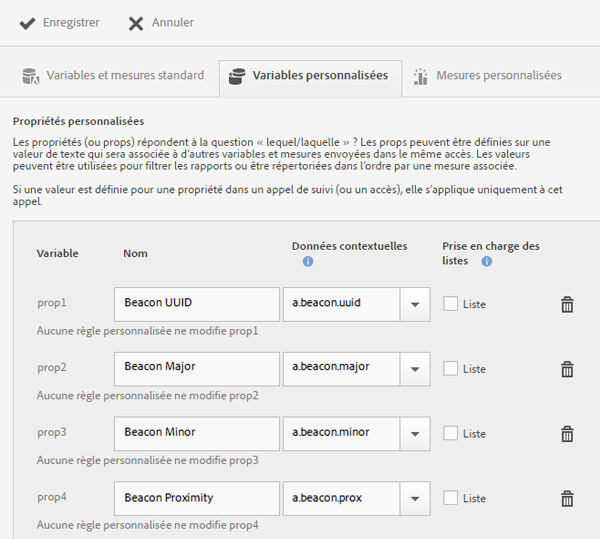 Enregistrer Annuler
Variables et mesures standard Variables personnalisées Mesures personnalisées
Propriétés personnalisées
Les propriétés (ou props) répondent à la question « lequel/laquelle » ? Les props peuvent être définies sur une
valeur de texte qui sera associée à d'autres variables et mesures envoyées dans le même accès. Les valeurs
peuvent être utilisées pour filtrer les rapports ou être répertoriées dans l'ordre par une mesure associée.
Si une valeur est définie pour une propriété dans un appel de suivi (ou un accès), elle s'applique uniquement à cet
appel.
Variable Nom Données contextuelles Prise en charge des
listes
prop1 Beacon UUID a.beacon.uuid Liste
Aucune règle personnalisée ne modifie prop1
prop2 Beacon Major a.beacon.major Liste
Aucune règle personnalisée ne modifie prop2
prop3 Beacon Minor a.beacon.minor Liste
Aucune règle personnalisée ne modifie prop3
prop4 Beacon Proximity a.beacon.prox Liste
Aucune règle personnalisée ne modifie prop4